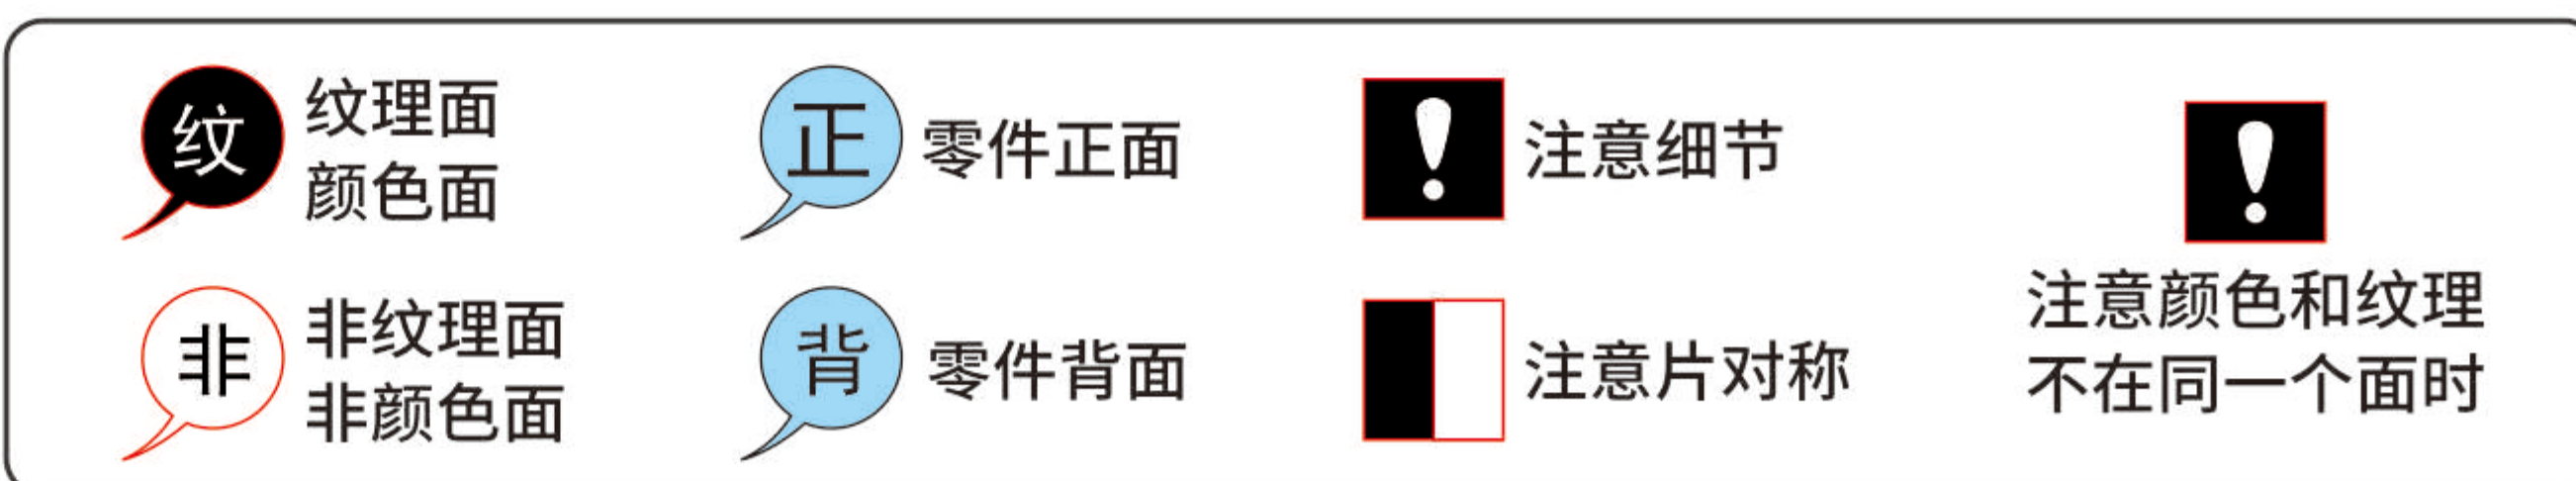 纹
纹理面
颜色面
正
零件正面
!
注意细节
!
注意颜色和纹理
不在同一个面时
非
非纹理面
非颜色面
背
零件背面
注意片对称